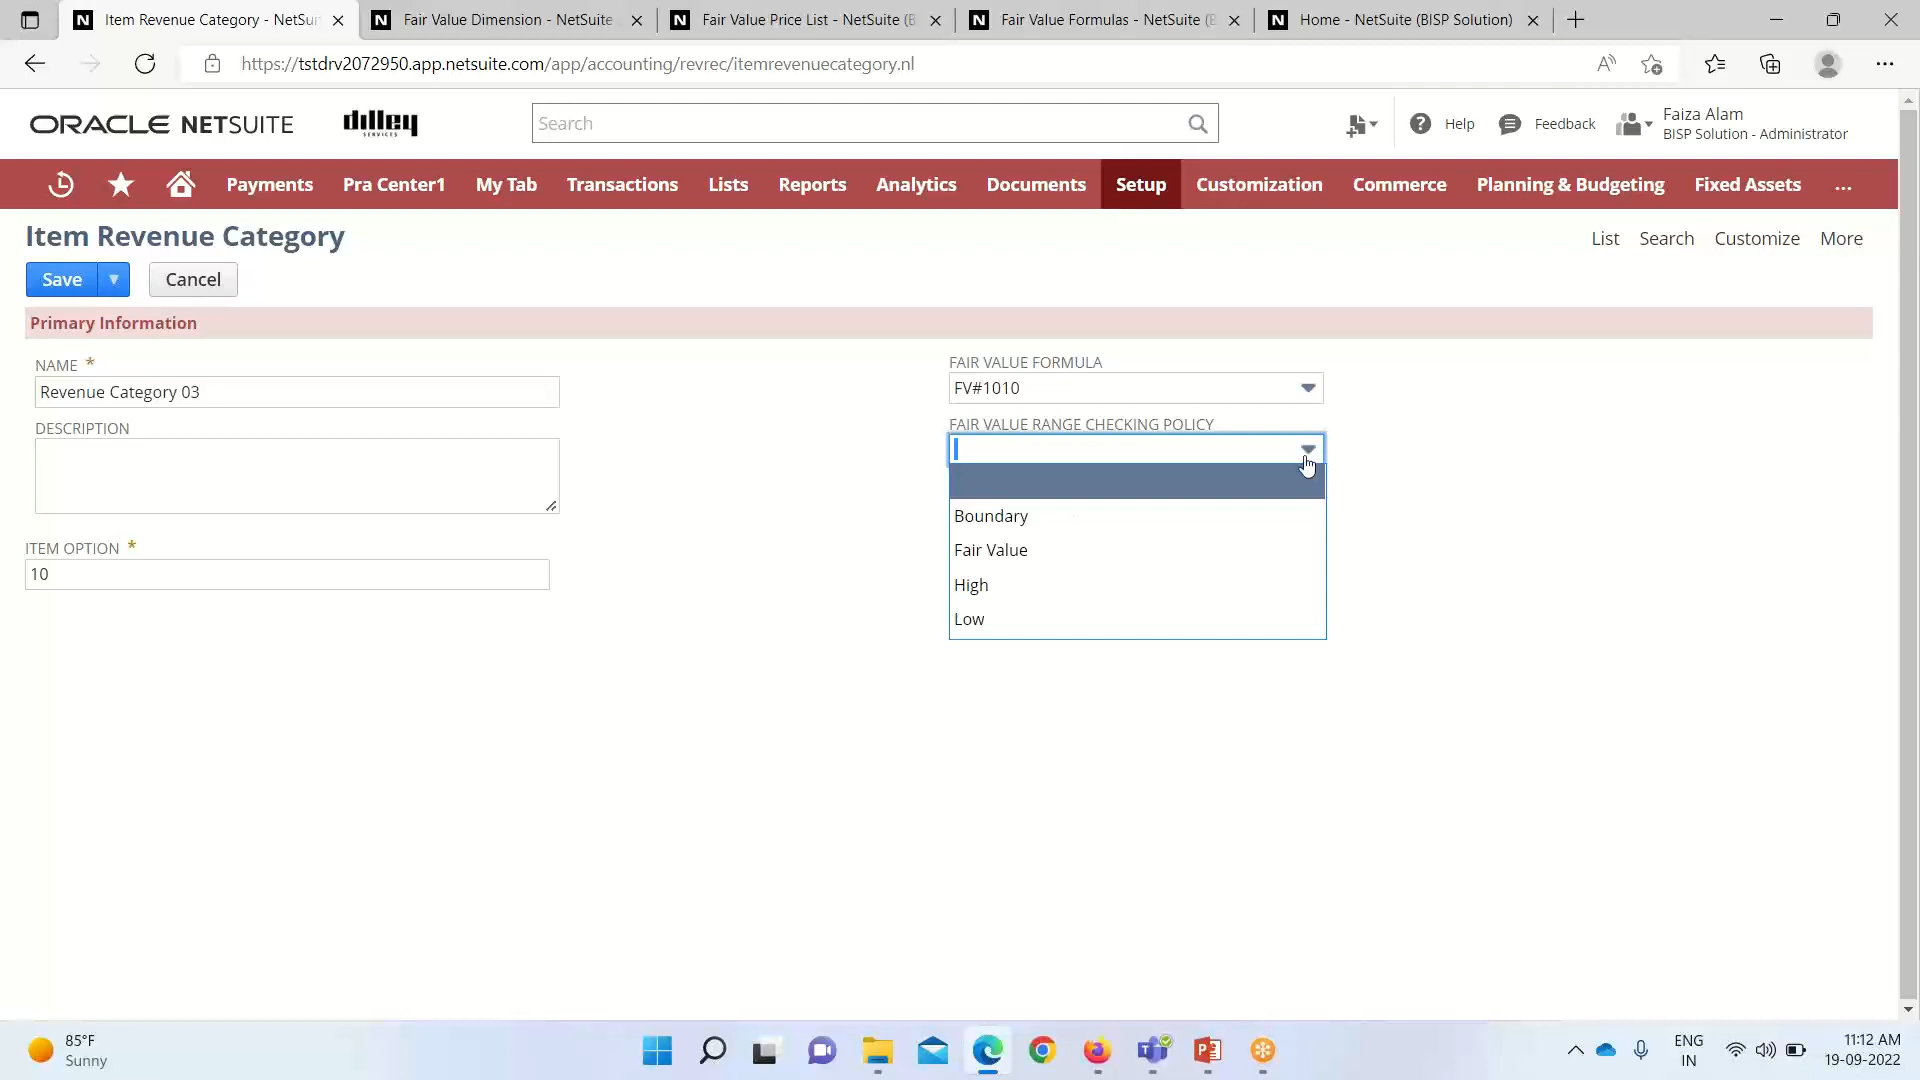 Item Revenue Category - NetSui
Fair Value Dimension - NetSuite
Fair Value Price List - NetSuite (B
Fair Value Formulas - NetSuite (B
Home - NetSuite (BISP Solution)
https://tstdrv2072950.app.netsuite.com/app/accounting/revrec/itemrevenuecategory.nl
ORACLE NETSUITE
dilley
SERVICES
Search
Help
Feedback
Faiza Alam
BISP Solution - Administrator
Payments
Pra Center1
My Tab
Transactions
Lists
Reports
Analytics
Documents
Setup
Customization
Commerce
Planning & Budgeting
Fixed Assets
...
Item Revenue Category
List
Search
Customize
More
Save
Cancel
Primary Information
NAME *
Revenue Category 03
DESCRIPTION
ITEM OPTION *
10
FAIR VALUE FORMULA
FV#1010
FAIR VALUE RANGE CHECKING POLICY
Boundary
Fair Value
High
Low
85°F
Sunny
ENG
IN
11:12 AM
19-09-2022